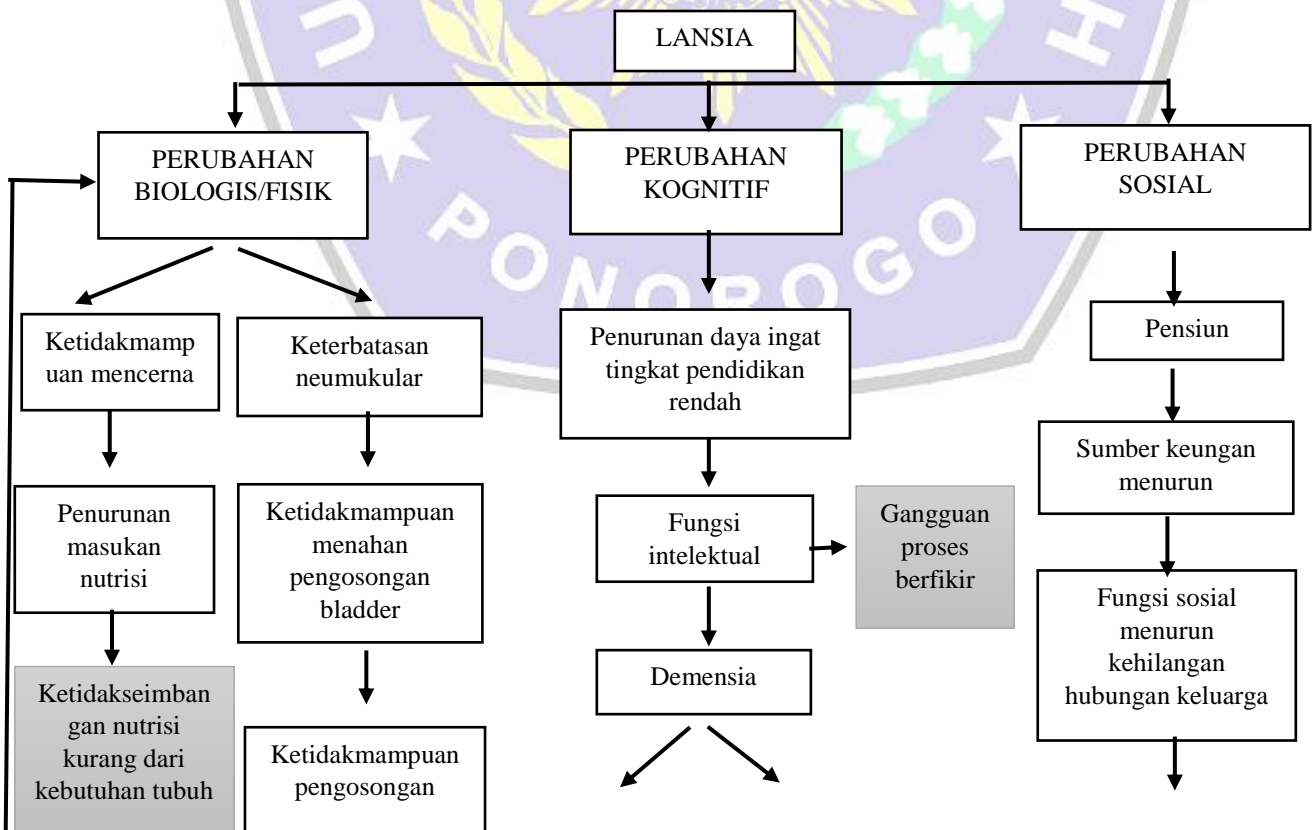 LANSIA
PERUBAHAN
BIOLOGIS/FISIK
PERUBAHAN
KOGNITIF
PERUBAHAN
SOSIAL
Ketidakmamp
uan mencerna
Keterbatasan
neumukular
Penurunan daya ingat
tingkat pendidikan
rendah
Pensiun
Sumber keungan
menurun
Penurunan
masukan
nutrisi
Ketidakmampuan
menahan
pengosongan
bladder
Fungsi
intelektual
Gangguan
proses
berfikir
Fungsi sosial
menurun
kehilangan
hubungan keluarga
Demensia
Ketidakseimban
gan nutrisi
kurang dari
kebutuhan tubuh
Ketidakmampuan
pengosongan
U
H
PONOROGO